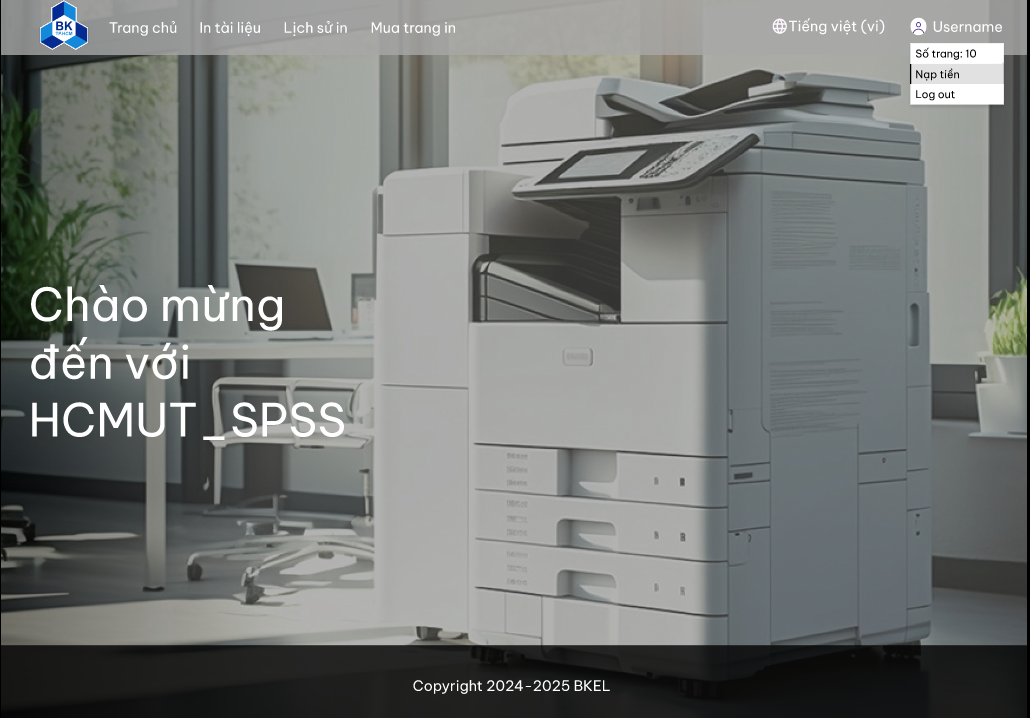 BK
TP.HCM
Trang chủ
In tài liệu
Lịch sử in
Mua trang in
Tiếng việt (vi)
Username
Số trang: 10
Nạp tiền
Log out
Chào mừng
đến với
HCMUT_SPSS
Copyright 2024-2025 BKEL